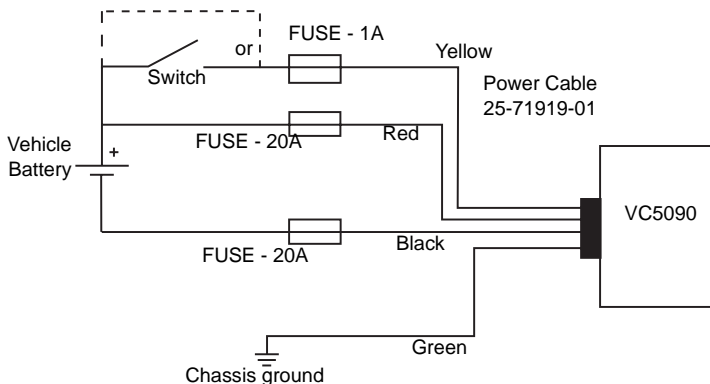 FUSE - 1A
or
Yellow
Switch
Power Cable
25-71919-01
Vehicle
Battery
+
FUSE - 20A
Red
VC5090
FUSE - 20A
Black
Green
Chassis ground